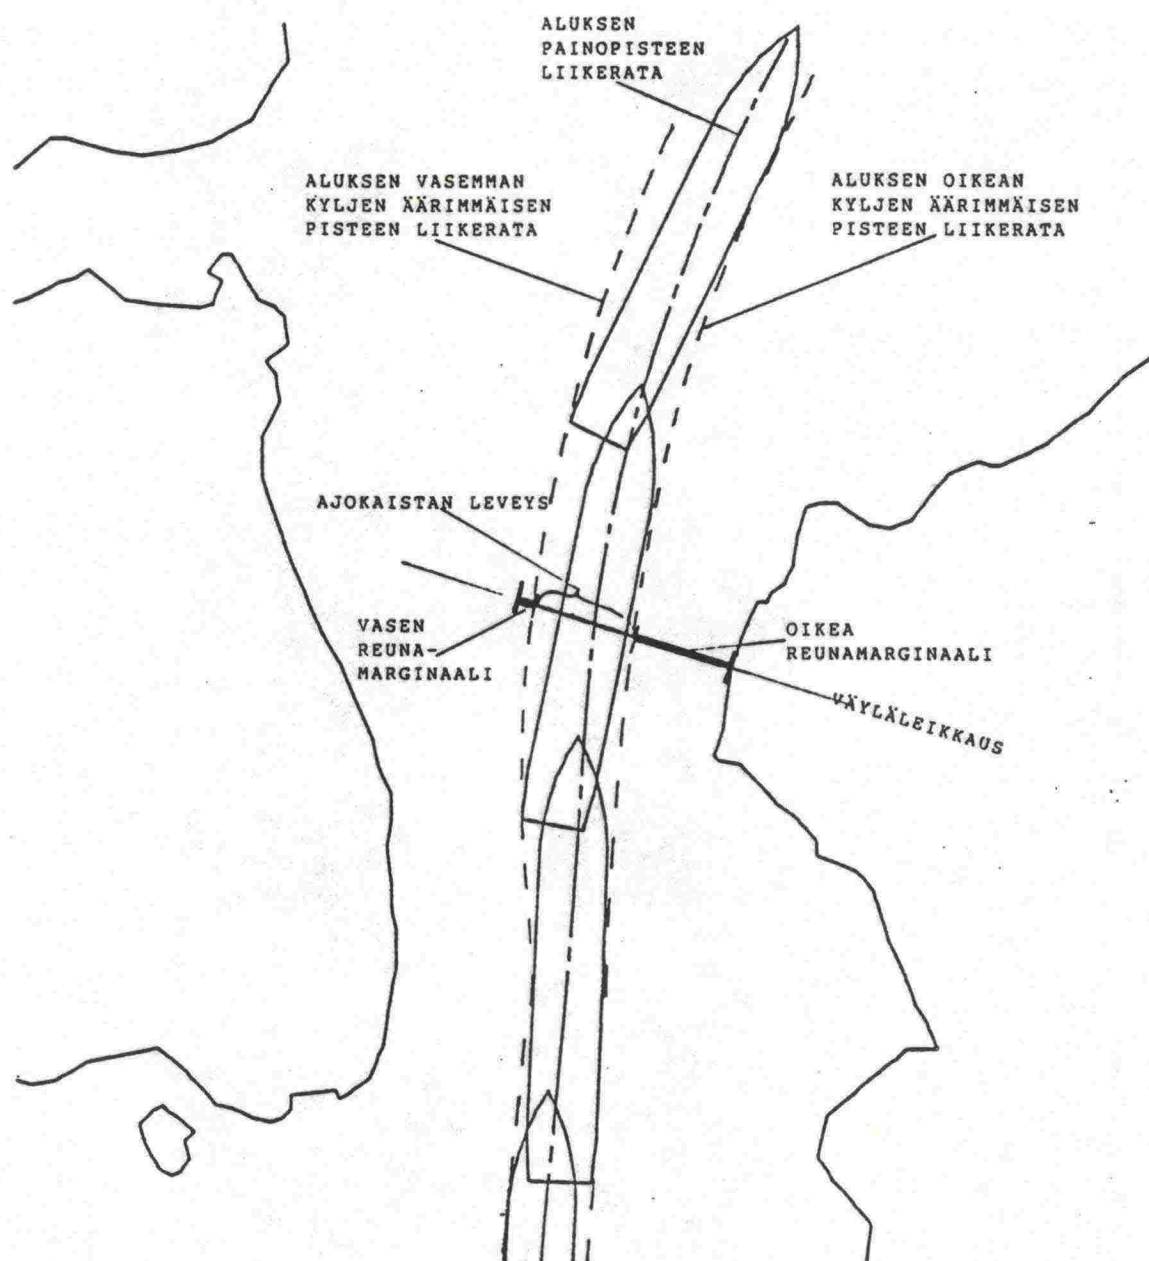 ALUKSEN
PAINOPISTEEN
LIIKERATA
ALUKSEN VASEMMAN
KYLJEN ÄÄRIMMÄISEN
PISTEEN LIIKERATA
ALUKSEN OIKEAN
KYLJEN ÄÄRIMMÄISEN
PISTEEN LIIKERATA
AJOKAISTAN LEVEYS
VASEN
REUNA-
MARGINAALI
OIKEA
REUNAMARGINAALI
VÄYLÄLEIKKAUS